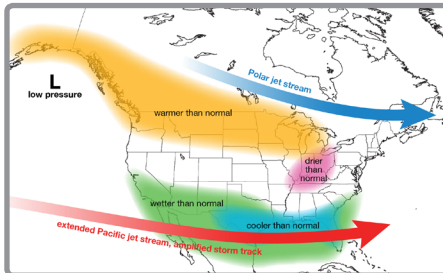 Polar jet stream
L
low pressure
warmer than normal
drier
than
normal
wetter than normal
cooler than normal
extended Pacific jet stream, amplified storm track